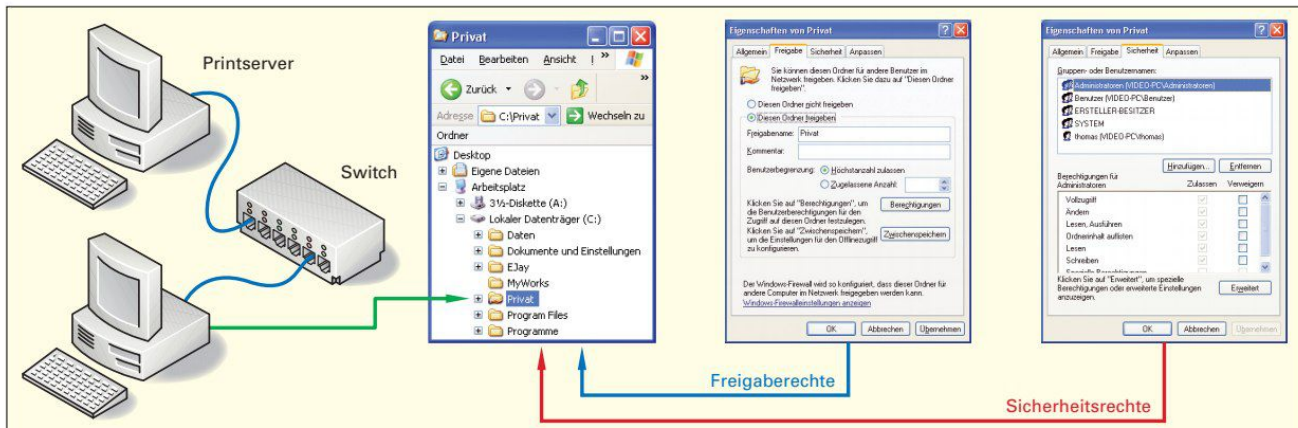 Printserver
Switch
Privat
Datei Bearbeiten Ansicht
Zurück
Adresse C:\Privat Wechseln zu
Ordner
Desktop
Eigene Dateien
Arbeitsplatz
3½-Diskette (A:)
Lokaler Datenträger (C:)
Daten
Dokumente und Einstellungen
EJay
MyWorks
Privat
Program Files
Programme
Eigenschaften von Privat
Allgemein Freigabe Sicherheit Anpassen
Sie können diesen Ordner für andere Benutzer im
Netzwerk freigeben. Klicken Sie dazu auf "Diesen Ordner
freigeben".
Diesen Ordner nicht freigeben
Diesen Ordner freigeben
Freigabename: Privat
Kommentar:
Benutzerbegrenzung: Höchstanzahl zulassen
Zugelassene Anzahl:
Klicken Sie auf "Berechtigungen", um
die Benutzerberechtigungen für den
Zugriff auf diesen Ordner festzulegen.
Berechtigungen
Klicken Sie auf "Zwischenspeichern",
um die Einstellungen für den Offlinezugriff
zu konfigurieren.
Zwischenspeichern
Der Windows-Firewall wird so konfiguriert, dass dieser Ordner für
andere Computer im Netzwerk freigegeben werden kann.
Windows-Firewalleinstellungen anzeigen
OK Abbrechen Übernehmen
Eigenschaften von Privat
Allgemein Freigabe Sicherheit Anpassen
Gruppen- oder Benutzernamen:
Administratoren (VIDEO-PC\Administratoren)
Benutzer (VIDEO-PC\Benutzer)
ERSTELLER-BESITZER
SYSTEM
thomas (VIDEO-PC\thomas)
Hinzufügen... Entfernen
Berechtigungen für
Administratoren Zulassen Verweigern
Vollzugriff
Ändern
Lesen, Ausführen
Ordnerinhalt auflisten
Lesen
Schreiben
Spezielle Berechtigungen
Klicken Sie auf "Erweitert", um spezielle
Berechtigungen oder erweiterte Einstellungen
anzuzeigen.
Erweitert
OK Abbrechen Übernehmen
Freigaberechte
Sicherheitsrechte